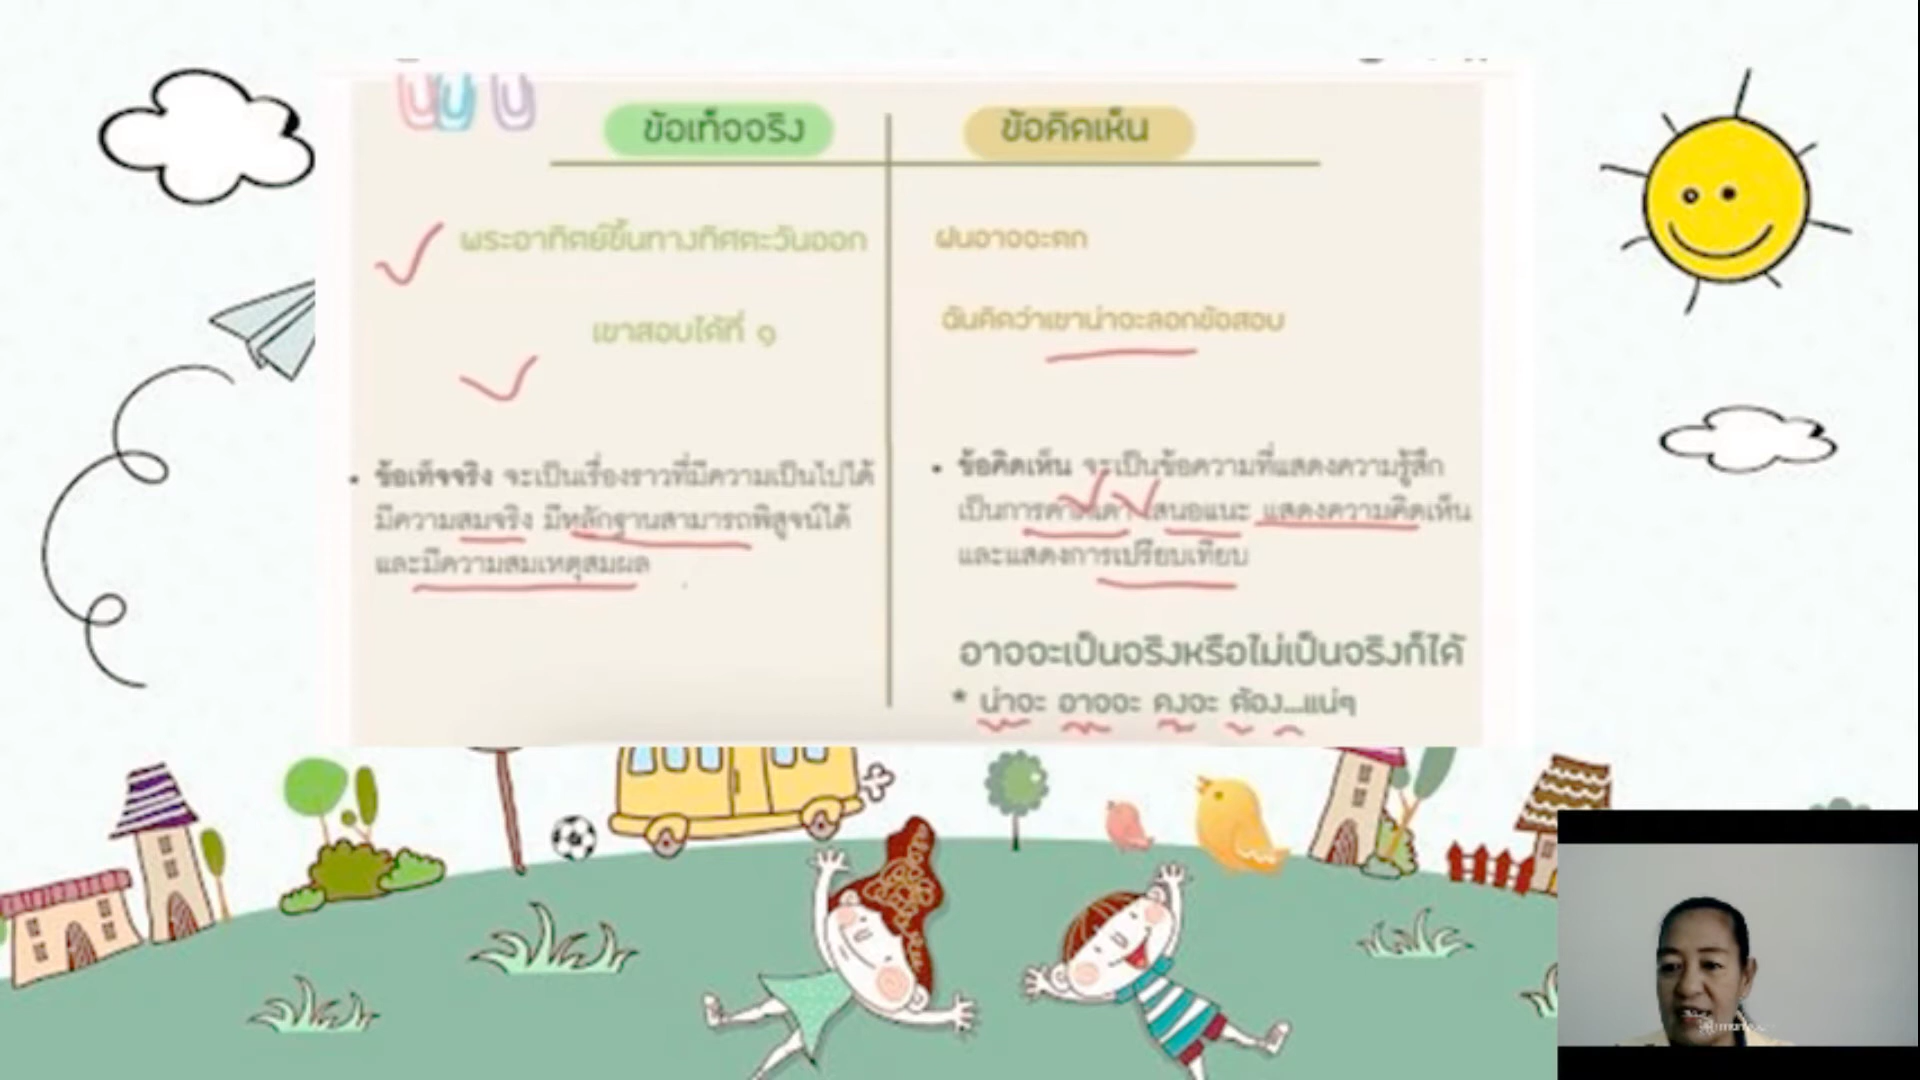 ข้อเท็จจริง
พระอาทิตย์ขึ้นทางทิศตะวันออก
เขาสอบได้ที่ ๑
• ข้อเท็จจริง จะเป็นเรื่องราวที่มีความเป็นไปได้
มีความสมจริง มีหลักฐานสามารถพิสูจน์ได้
และมีความสมเหตุสมผล
ข้อคิดเห็น
ฝนอาจจะตก
ฉันคิดว่าเขาน่าจะลอกข้อสอบ
• ข้อคิดเห็น จะเป็นข้อความที่แสดงความรู้สึก
เป็นการคาดเดา เสนอแนะ แสดงความคิดเห็น
และแสดงการเปรียบเทียบ
อาจจะเป็นจริงหรือไม่เป็นจริงก็ได้
* น่าจะ อาจจะ คงจะ ต้อง...แน่ๆ